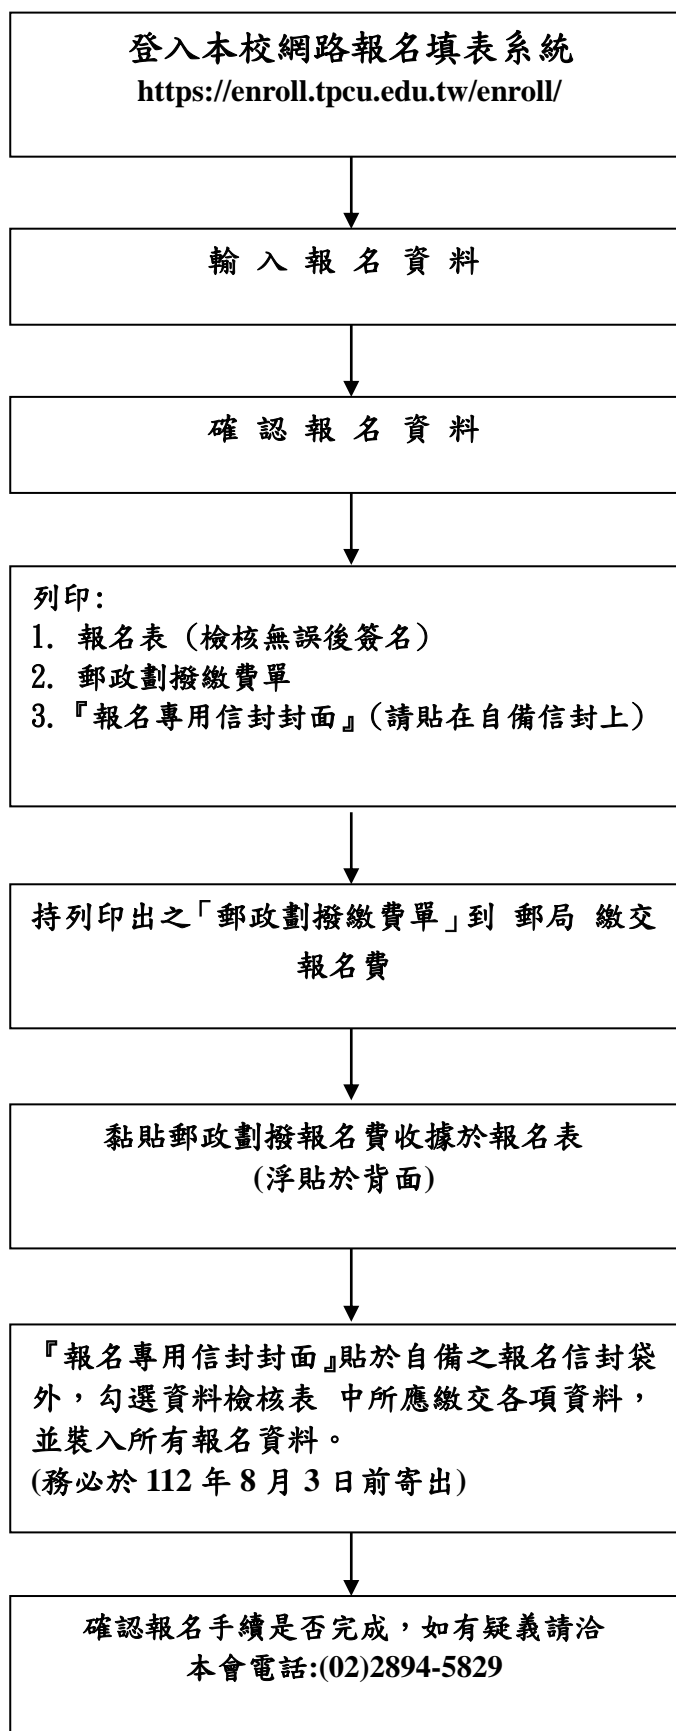 登入本校網路報名填表系統
https://enroll.tpcu.edu.tw/enroll/
輸 入 報 名 資 料
確 認 報 名 資 料
列印:
1. 報名表（檢核無誤後簽名）
2. 郵政劃撥繳費單
3.『報名專用信封封面』（請貼在自備信封上）
持列印出之「郵政劃撥繳費單」到 郵局 繳交
報名費
黏貼郵政劃撥報名費收據於報名表
(浮貼於背面)
『報名專用信封封面』貼於自備之報名信封袋
外，勾選資料檢核表 中所應繳交各項資料，
並裝入所有報名資料。
(務必於 112 年 8 月 3 日前寄出)
確認報名手續是否完成，如有疑義請洽
本會電話:(02)2894-5829